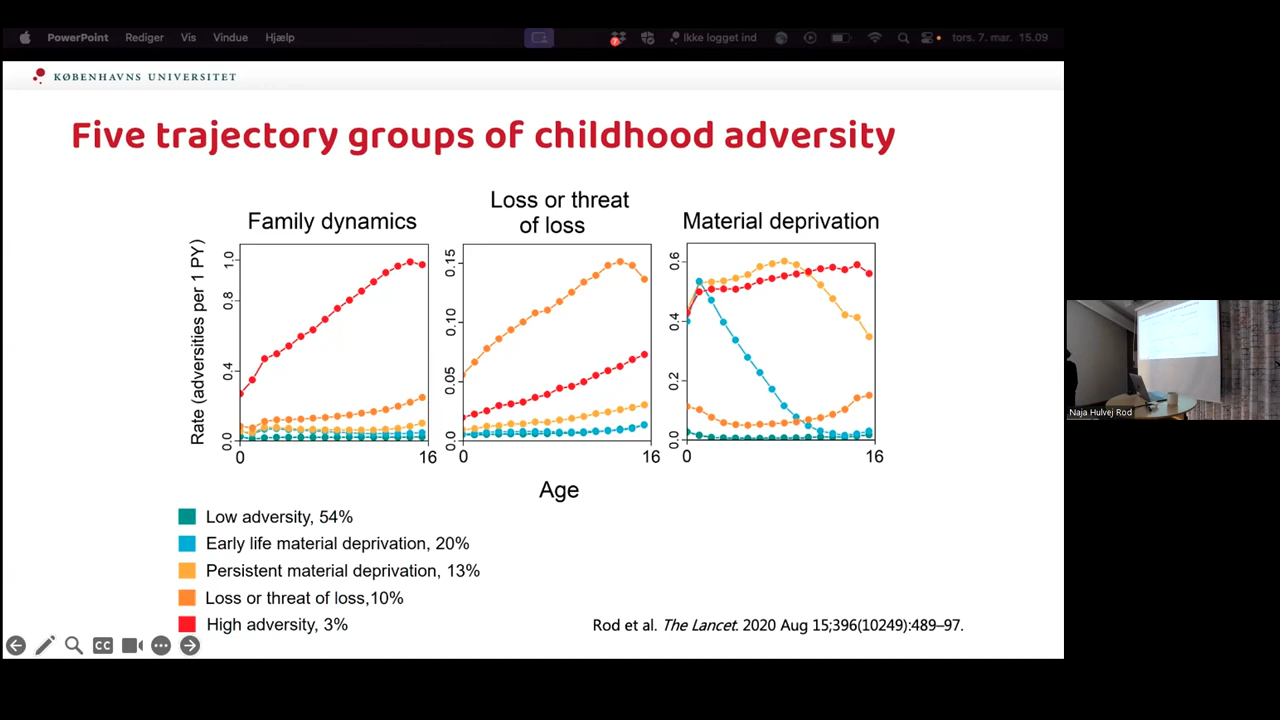 PowerPoint Rediger Vis Vindue Hjælp
7 Ikke logget ind tors. 7. mar. 15.09
KØBENHAVNS UNIVERSITET
Five trajectory groups of childhood adversity
Family dynamics
Loss or threat
of loss
Material deprivation
Rate (adversities per 1 PY)
1.0
0.8
0.4
0.0
0 16
0.15
0.10
0.05
0.0
0 16
0.6
0.4
0.2
0.0
0 16
Age
Low adversity, 54%
Early life material deprivation, 20%
Persistent material deprivation, 13%
Loss or threat of loss,10%
High adversity, 3%
Rod et al. The Lancet. 2020 Aug 15;396(10249):489–97.
CC
Naja Hulvej Rod